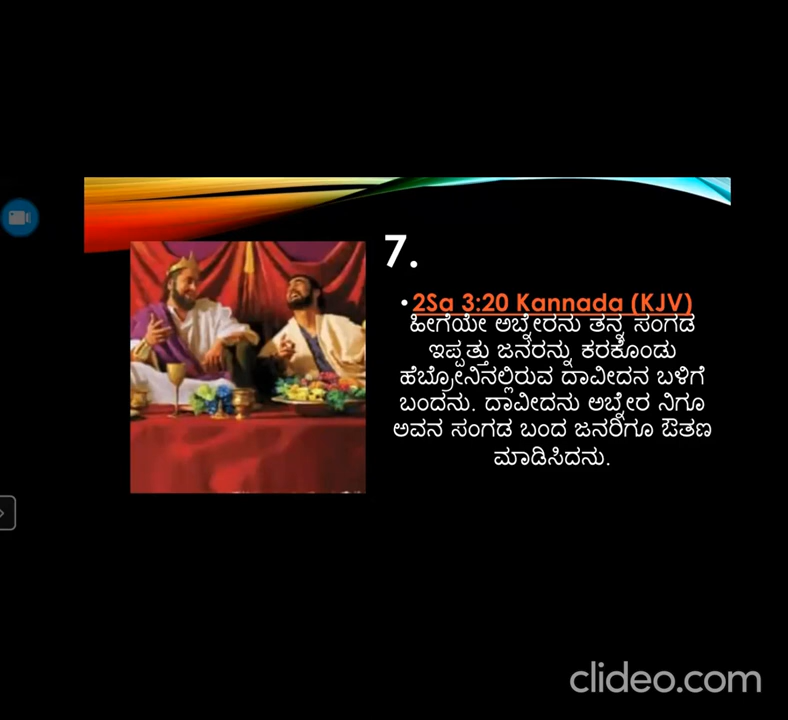 7.
• 2Sa 3:20 Kannada (KJV)
ಹೀಗೆಯೇ ಅಬ್ನೇರನು ತನ್ನ ಸಂಗಡ
ಇಪ್ಪತ್ತು ಜನರನ್ನು ಕರಕೊಂಡು
ಹೆಬ್ರೋನಿನಲ್ಲಿರುವ ದಾವೀದನ ಬಳಿಗೆ
ಬಂದನು. ದಾವೀದನು ಅಬ್ನೇರ ನಿಗೂ
ಅವನ ಸಂಗಡ ಬಂದ ಜನರಿಗೂ ಔತಣ
ಮಾಡಿಸಿದನು.
clideo.com